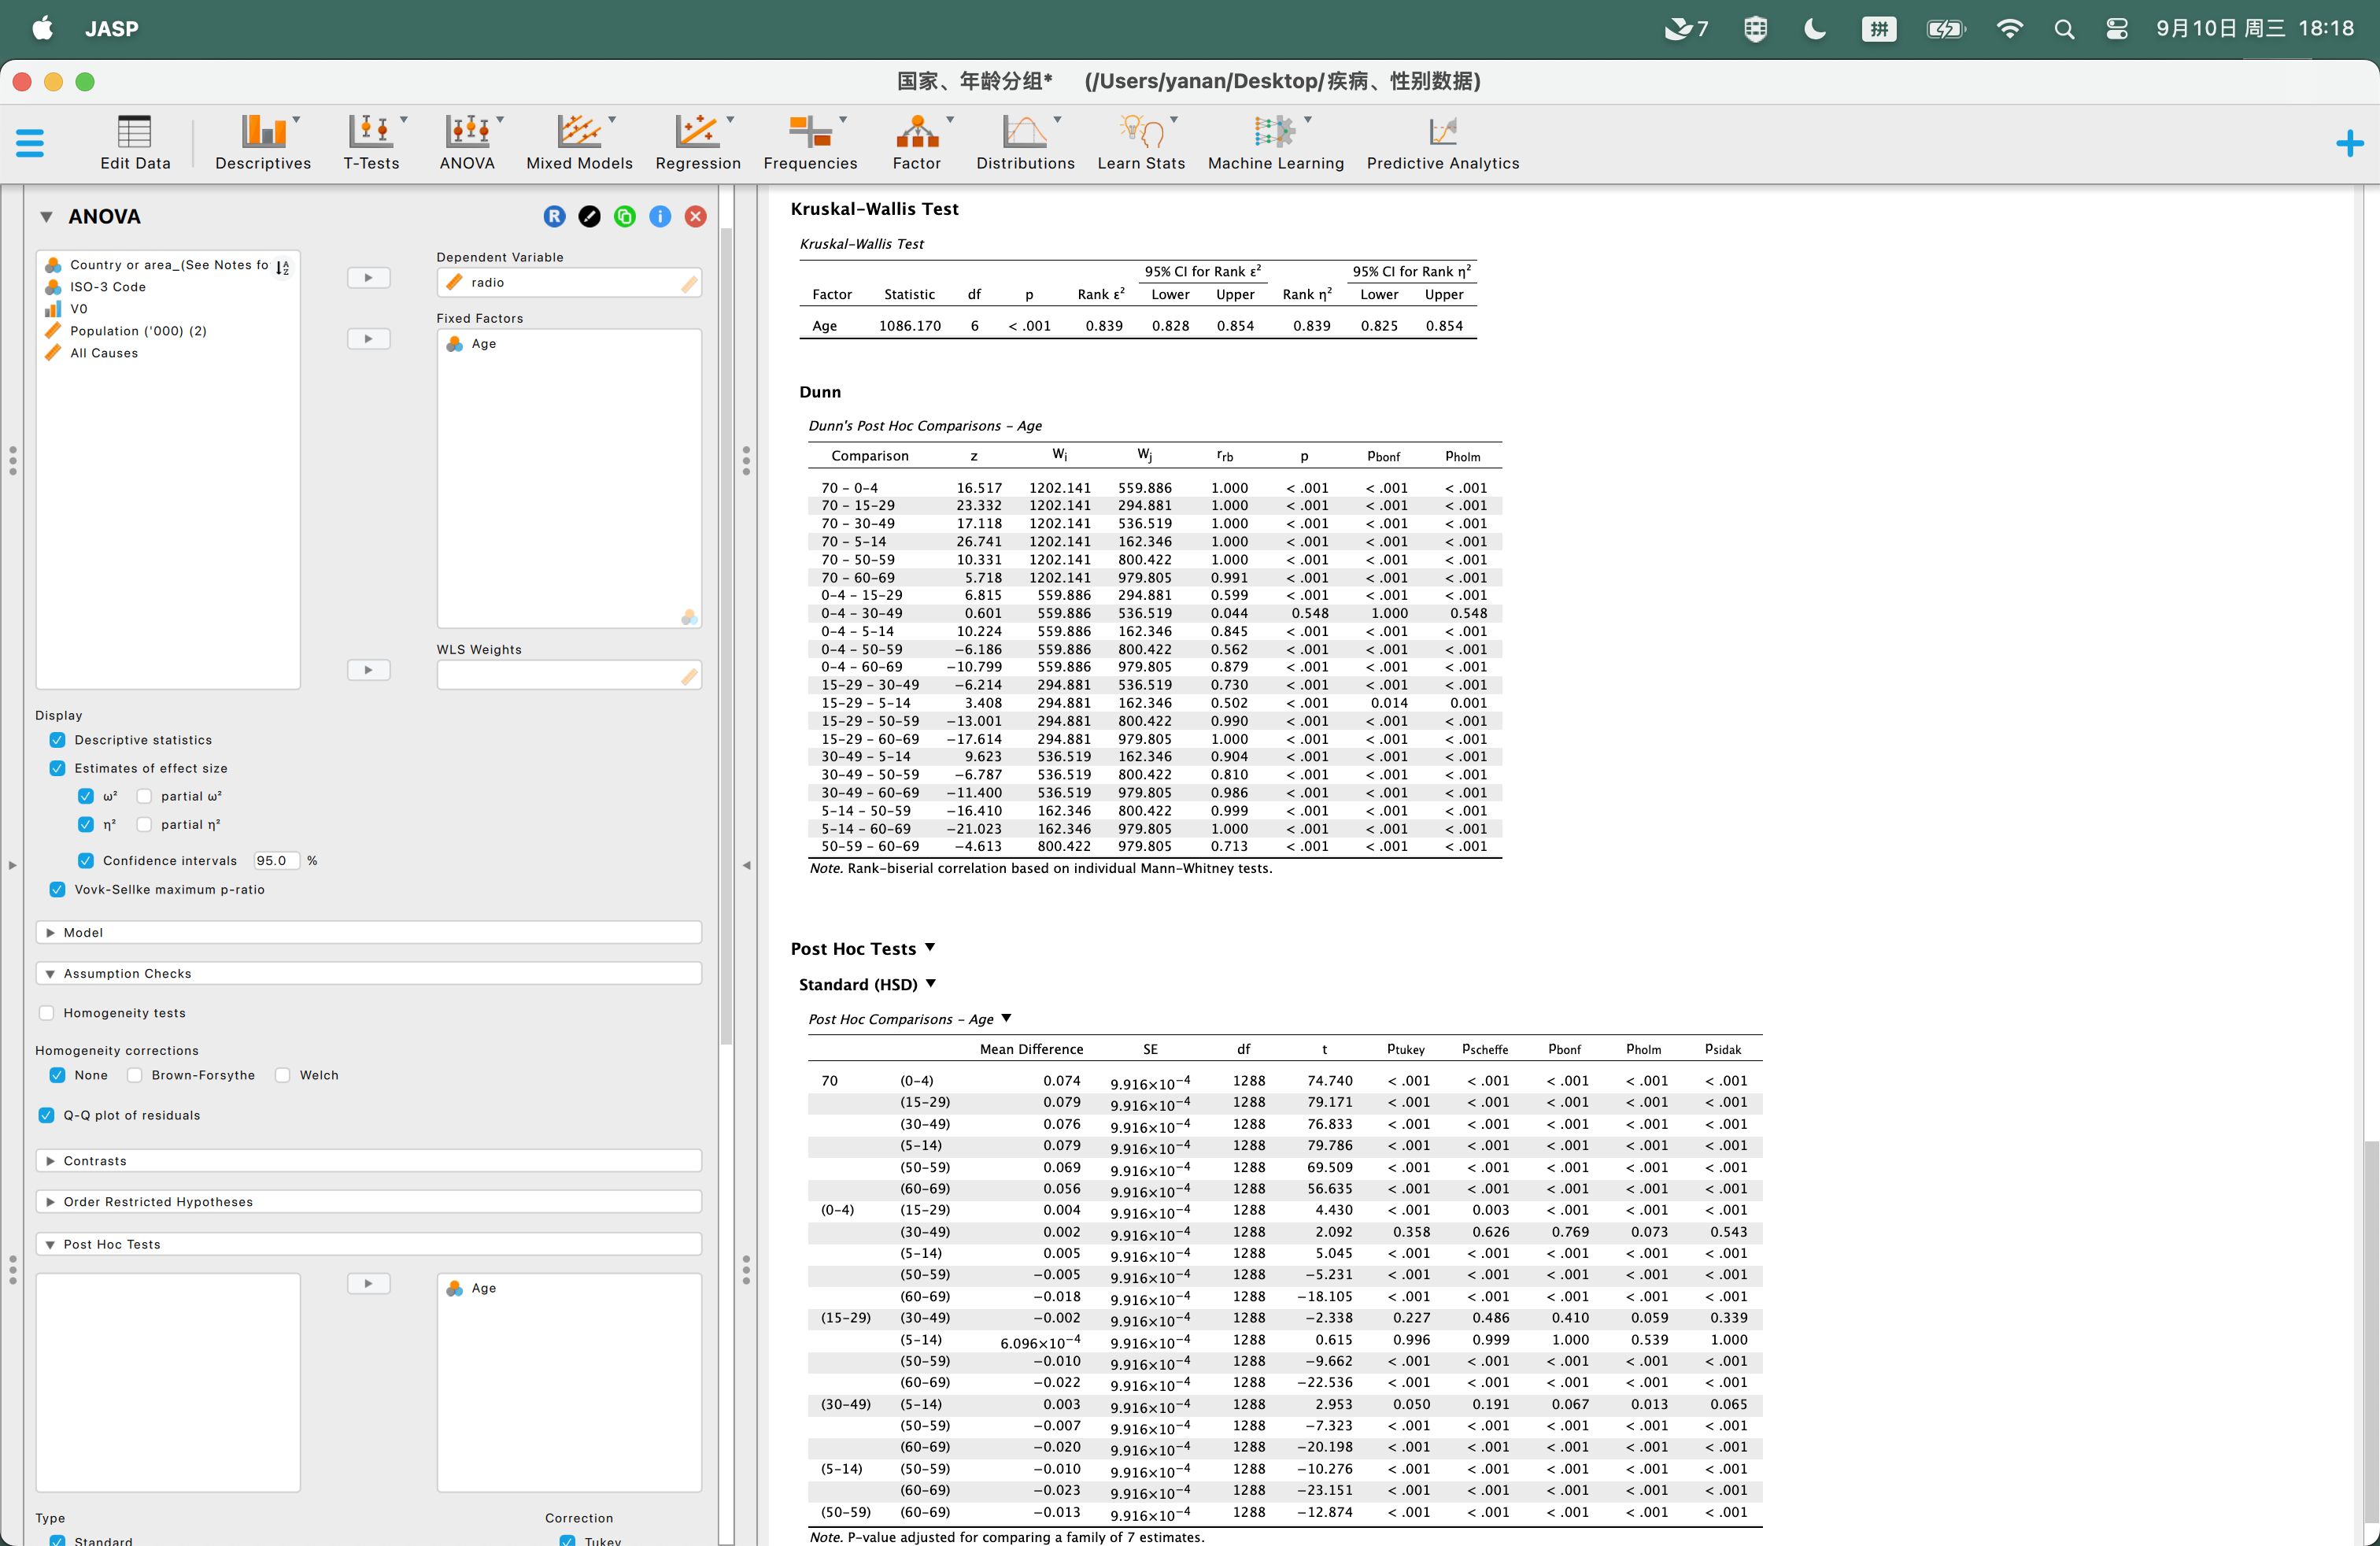 JASP 7 拼 9月10日 周三 18:18
国家、年龄分组* (/Users/yanan/Desktop/疾病、性别数据)
Edit Data Descriptives T-Tests ANOVA Mixed Models Regression Frequencies Factor Distributions Learn Stats Machine Learning Predictive Analytics
ANOVA
R i
Country or area_(See Notes fo
ISO-3 Code
V0
Population ('000) (2)
All Causes
Dependent Variable
radio
Fixed Factors
Age
WLS Weights
Display
Descriptive statistics
Estimates of effect size
ω² partial ω²
η² partial η²
Confidence intervals 95.0 %
Vovk-Sellke maximum p-ratio
Model
Assumption Checks
Homogeneity tests
Homogeneity corrections
None Brown-Forsythe Welch
Q-Q plot of residuals
Contrasts
Order Restricted Hypotheses
Post Hoc Tests
Age
Type Correction
Standard Tukey
Kruskal-Wallis Test
Kruskal-Wallis Test
95% CI for Rank ε² 95% CI for Rank η²
Factor Statistic df p Rank ε² Lower Upper Rank η² Lower Upper
Age 1086.170 6 < .001 0.839 0.828 0.854 0.839 0.825 0.854
Dunn
Dunn's Post Hoc Comparisons – Age
Comparison z Wi Wj rrb p pbonf pholm
70 – 0-4 16.517 1202.141 559.886 1.000 < .001 < .001 < .001
70 – 15-29 23.332 1202.141 294.881 1.000 < .001 < .001 < .001
70 – 30-49 17.118 1202.141 536.519 1.000 < .001 < .001 < .001
70 – 5-14 26.741 1202.141 162.346 1.000 < .001 < .001 < .001
70 – 50-59 10.331 1202.141 800.422 1.000 < .001 < .001 < .001
70 – 60-69 5.718 1202.141 979.805 0.991 < .001 < .001 < .001
0-4 – 15-29 6.815 559.886 294.881 0.599 < .001 < .001 < .001
0-4 – 30-49 0.601 559.886 536.519 0.044 0.548 1.000 0.548
0-4 – 5-14 10.224 559.886 162.346 0.845 < .001 < .001 < .001
0-4 – 50-59 −6.186 559.886 800.422 0.562 < .001 < .001 < .001
0-4 – 60-69 −10.799 559.886 979.805 0.879 < .001 < .001 < .001
15-29 – 30-49 −6.214 294.881 536.519 0.730 < .001 < .001 < .001
15-29 – 5-14 3.408 294.881 162.346 0.502 < .001 0.014 0.001
15-29 – 50-59 −13.001 294.881 800.422 0.990 < .001 < .001 < .001
15-29 – 60-69 −17.614 294.881 979.805 1.000 < .001 < .001 < .001
30-49 – 5-14 9.623 536.519 162.346 0.904 < .001 < .001 < .001
30-49 – 50-59 −6.787 536.519 800.422 0.810 < .001 < .001 < .001
30-49 – 60-69 −11.400 536.519 979.805 0.986 < .001 < .001 < .001
5-14 – 50-59 −16.410 162.346 800.422 0.999 < .001 < .001 < .001
5-14 – 60-69 −21.023 162.346 979.805 1.000 < .001 < .001 < .001
50-59 – 60-69 −4.613 800.422 979.805 0.713 < .001 < .001 < .001
Note. Rank-biserial correlation based on individual Mann-Whitney tests.
Post Hoc Tests
Standard (HSD)
Post Hoc Comparisons – Age
Mean Difference SE df t ptukey pscheffe pbonf pholm psidak
70 (0-4) 0.074 9.916×10⁻⁴ 1288 74.740 < .001 < .001 < .001 < .001 < .001
(15-29) 0.079 9.916×10⁻⁴ 1288 79.171 < .001 < .001 < .001 < .001 < .001
(30-49) 0.076 9.916×10⁻⁴ 1288 76.833 < .001 < .001 < .001 < .001 < .001
(5-14) 0.079 9.916×10⁻⁴ 1288 79.786 < .001 < .001 < .001 < .001 < .001
(50-59) 0.069 9.916×10⁻⁴ 1288 69.509 < .001 < .001 < .001 < .001 < .001
(60-69) 0.056 9.916×10⁻⁴ 1288 56.635 < .001 < .001 < .001 < .001 < .001
(0-4) (15-29) 0.004 9.916×10⁻⁴ 1288 4.430 < .001 0.003 < .001 < .001 < .001
(30-49) 0.002 9.916×10⁻⁴ 1288 2.092 0.358 0.626 0.769 0.073 0.543
(5-14) 0.005 9.916×10⁻⁴ 1288 5.045 < .001 < .001 < .001 < .001 < .001
(50-59) −0.005 9.916×10⁻⁴ 1288 −5.231 < .001 < .001 < .001 < .001 < .001
(60-69) −0.018 9.916×10⁻⁴ 1288 −18.105 < .001 < .001 < .001 < .001 < .001
(15-29) (30-49) −0.002 9.916×10⁻⁴ 1288 −2.338 0.227 0.486 0.410 0.059 0.339
(5-14) 6.096×10⁻⁴ 9.916×10⁻⁴ 1288 0.615 0.996 0.999 1.000 0.539 1.000
(50-59) −0.010 9.916×10⁻⁴ 1288 −9.662 < .001 < .001 < .001 < .001 < .001
(60-69) −0.022 9.916×10⁻⁴ 1288 −22.536 < .001 < .001 < .001 < .001 < .001
(30-49) (5-14) 0.003 9.916×10⁻⁴ 1288 2.953 0.050 0.191 0.067 0.013 0.065
(50-59) −0.007 9.916×10⁻⁴ 1288 −7.323 < .001 < .001 < .001 < .001 < .001
(60-69) −0.020 9.916×10⁻⁴ 1288 −20.198 < .001 < .001 < .001 < .001 < .001
(5-14) (50-59) −0.010 9.916×10⁻⁴ 1288 −10.276 < .001 < .001 < .001 < .001 < .001
(60-69) −0.023 9.916×10⁻⁴ 1288 −23.151 < .001 < .001 < .001 < .001 < .001
(50-59) (60-69) −0.013 9.916×10⁻⁴ 1288 −12.874 < .001 < .001 < .001 < .001 < .001
Note. P-value adjusted for comparing a family of 7 estimates.